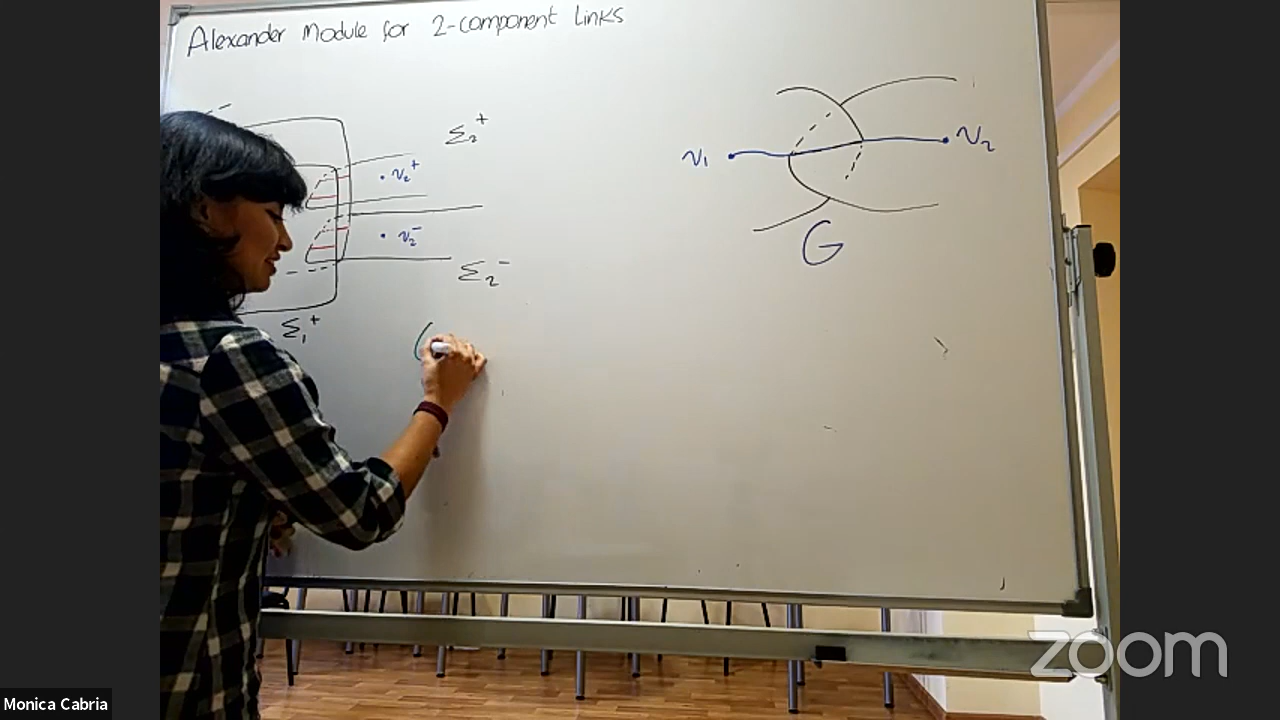 Alexander Module for 2-component Links
Σ₂⁺
v₂⁺
v₂⁻
Σ₂⁻
Σ₁⁺
v₁
v₂
G
zoom
Monica Cabria